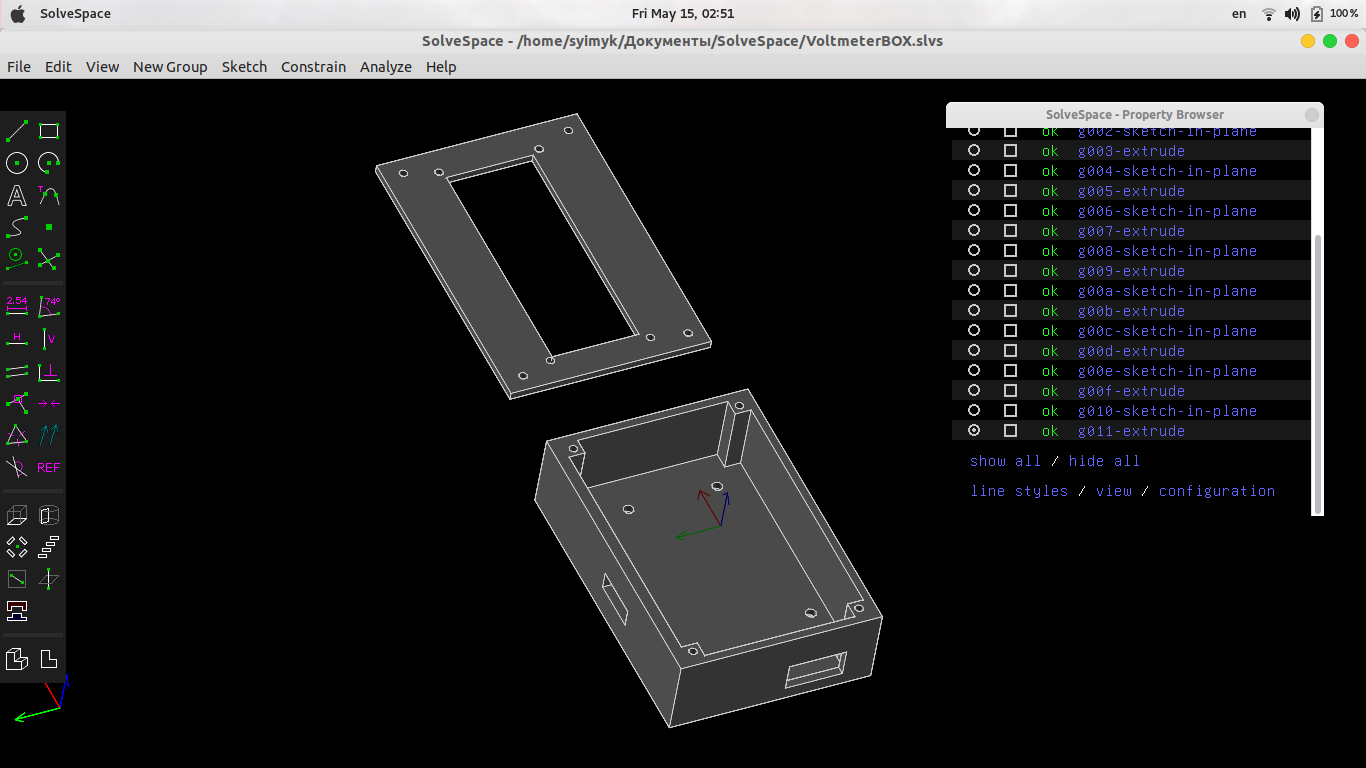 SolveSpace Fri May 15, 02:51 en 100%
SolveSpace - /home/syimyk/Документы/SolveSpace/VoltmeterBOX.slvs
File Edit View New Group Sketch Constrain Analyze Help
SolveSpace - Property Browser
ok g002-sketch-in-plane
ok g003-extrude
ok g004-sketch-in-plane
ok g005-extrude
ok g006-sketch-in-plane
ok g007-extrude
ok g008-sketch-in-plane
ok g009-extrude
ok g00a-sketch-in-plane
ok g00b-extrude
ok g00c-sketch-in-plane
ok g00d-extrude
ok g00e-sketch-in-plane
ok g00f-extrude
ok g010-sketch-in-plane
ok g011-extrude
show all / hide all
line styles / view / configuration
A T
2.54 74°
H V
REF